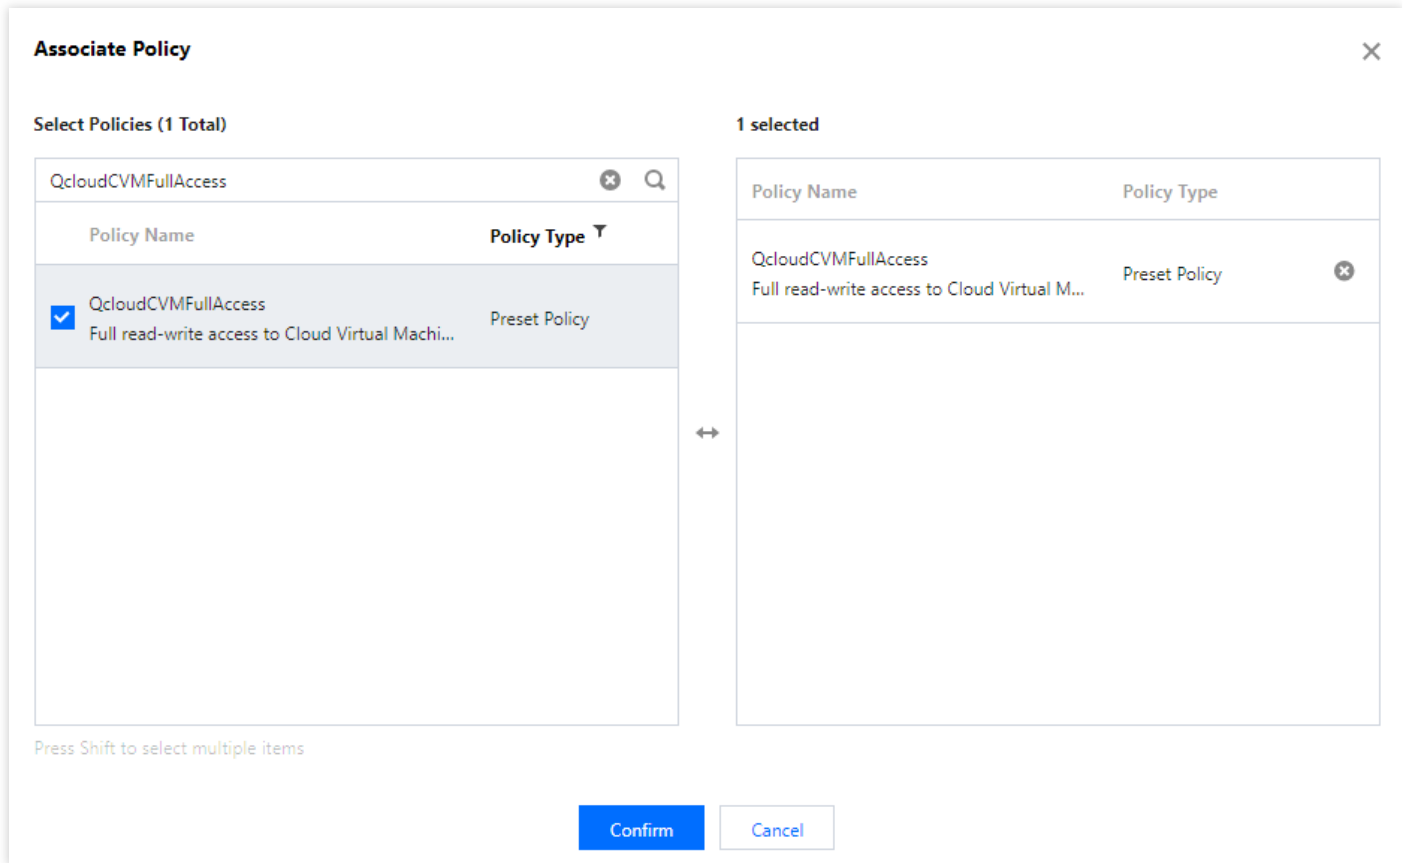 Associate Policy
Select Policies (1 Total)
QcloudCVMFullAccess
Policy Name Policy Type
QcloudCVMFullAccess
Full read-write access to Cloud Virtual Machi...
Preset Policy
Press Shift to select multiple items
1 selected
Policy Name Policy Type
QcloudCVMFullAccess
Full read-write access to Cloud Virtual M...
Preset Policy
Confirm Cancel